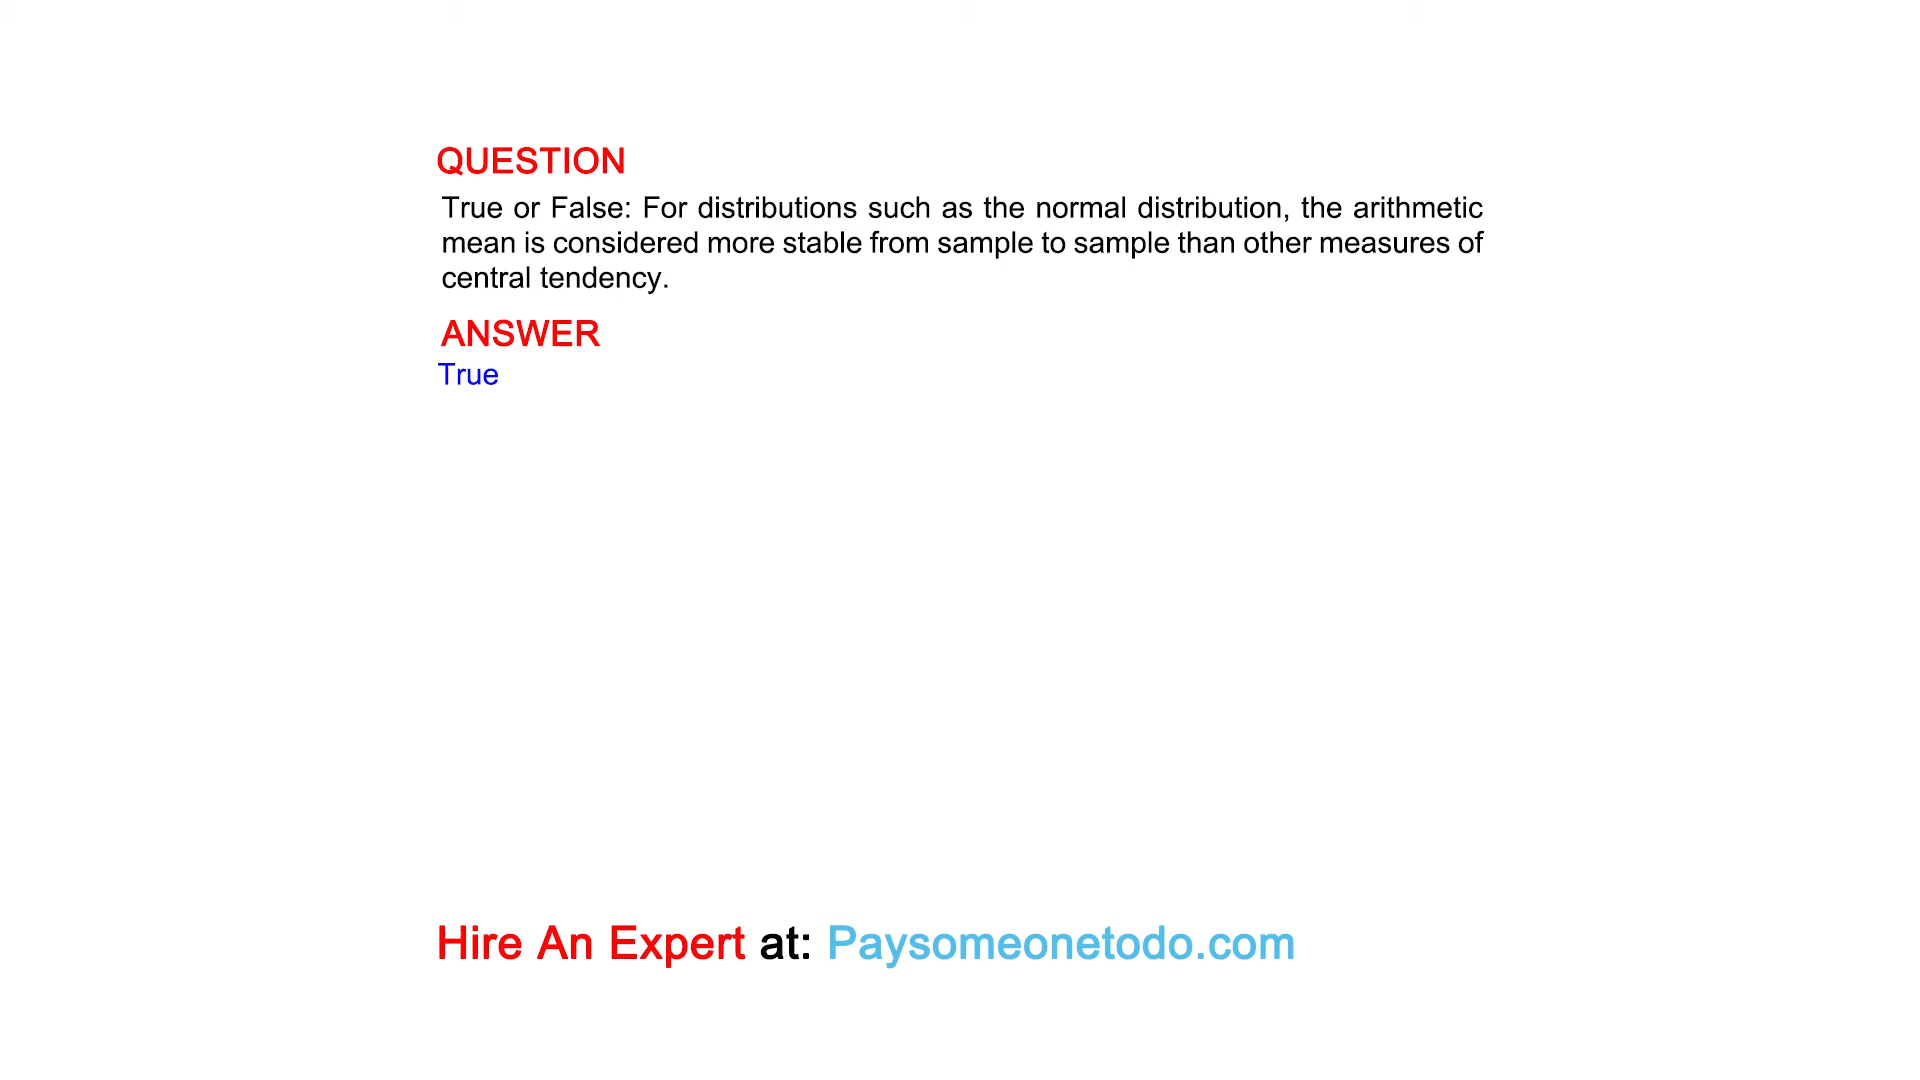 QUESTION
True or False: For distributions such as the normal distribution, the arithmetic
mean is considered more stable from sample to sample than other measures of
central tendency.
ANSWER
True
Hire An Expert at: Paysomeonetodo.com